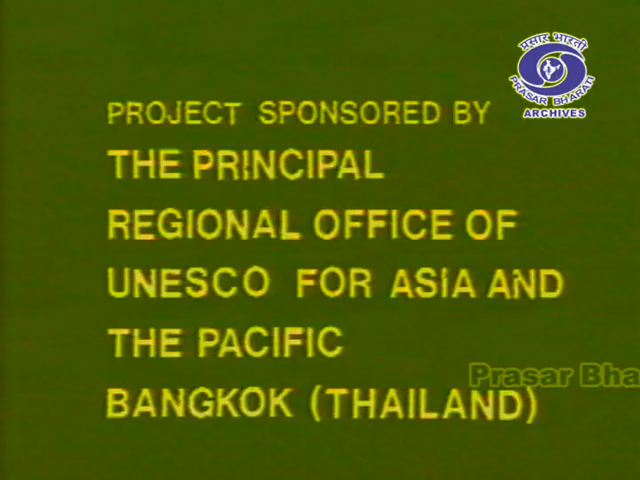 प्रसार भारती
PRASAR BHARATI
ARCHIVES
PROJECT SPONSORED BY
THE PRINCIPAL
REGIONAL OFFICE OF
UNESCO FOR ASIA AND
THE PACIFIC
Prasar Bha
BANGKOK (THAILAND)